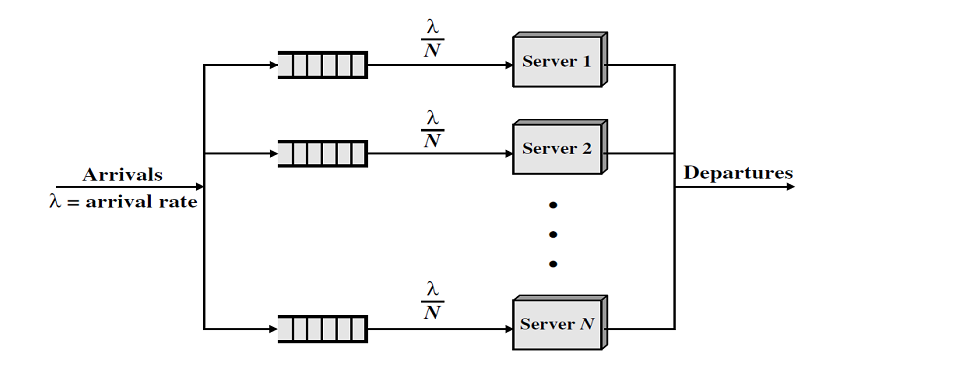 λ
N
Server 1
λ
N
Server 2
Arrivals
λ = arrival rate
Departures
λ
N
Server N